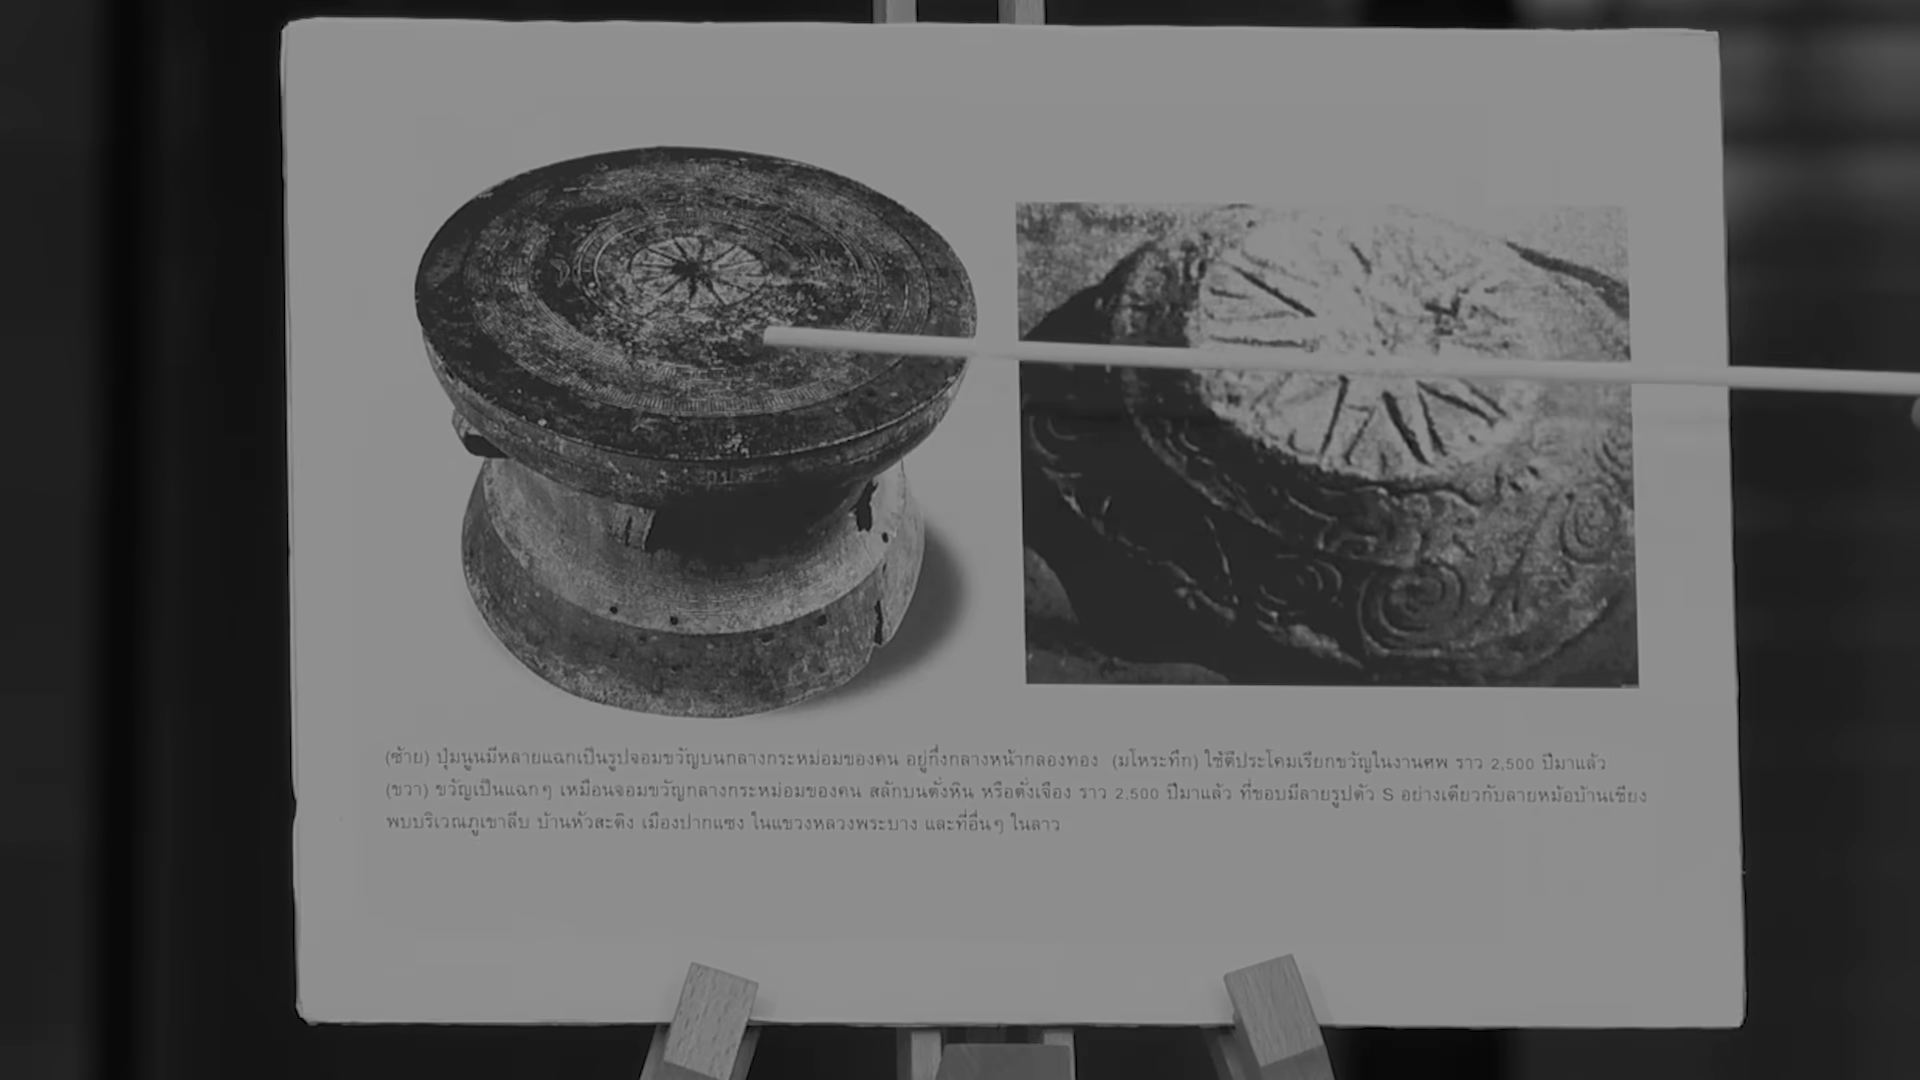 (ซ้าย) ปุ่มนูนมีหลายแฉกเป็นรูปจอมขวัญบนกลางกระหม่อมของคน อยู่กึ่งกลางหน้ากลองทอง (มโหระทึก) ใช้ตีประโคมเรียกขวัญในงานศพ ราว 2,500 ปีมาแล้ว
(ขวา) ขวัญเป็นแฉกๆ เหมือนจอมขวัญกลางกระหม่อมของคน สลักบนตั่งหิน หรือตั่งเจือง ราว 2,500 ปีมาแล้ว ที่ขอบมีลายรูปตัว S อย่างเดียวกับลายหม้อบ้านเชียง
พบบริเวณภูเขาลีบ บ้านหัวสะดิง เมืองปากแซง ในแขวงหลวงพระบาง และที่อื่นๆ ในลาว